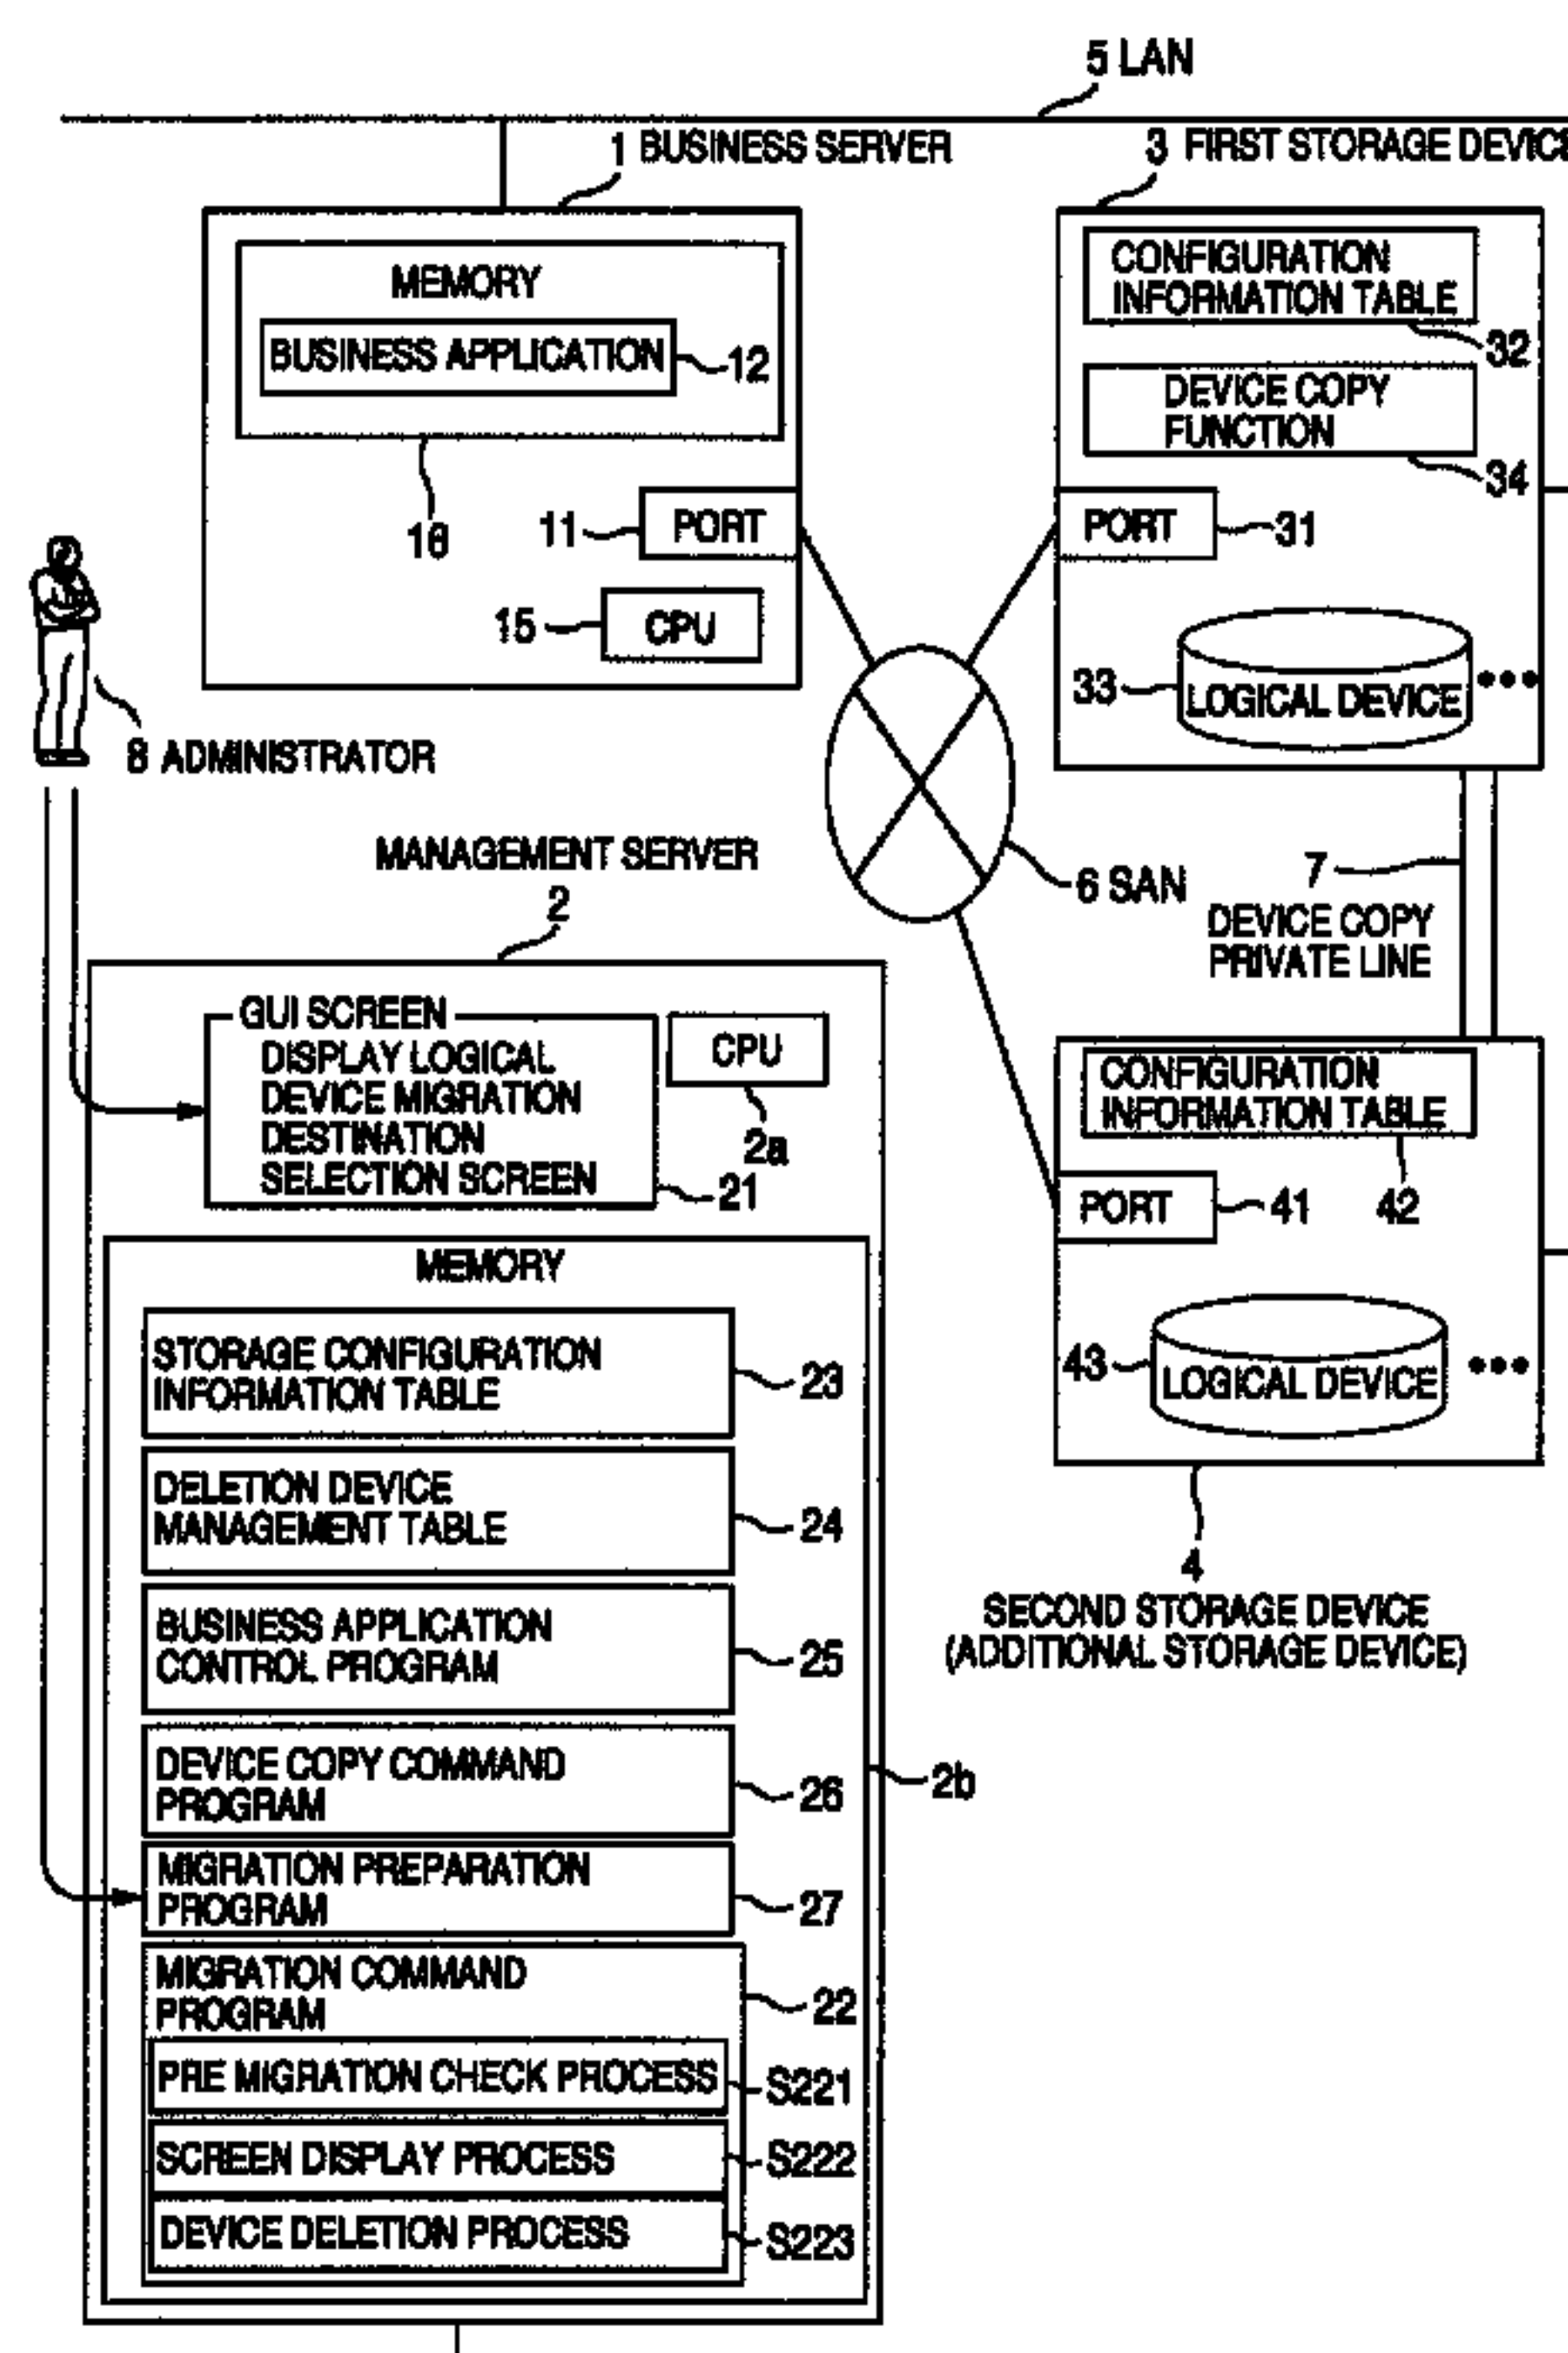 5 LAN
1 BUSINESS SERVER
3 FIRST STORAGE DEVICE
MEMORY
BUSINESS APPLICATION
12
16
11
PORT
15
CPU
CONFIGURATION
INFORMATION TABLE
32
DEVICE COPY
FUNCTION
34
PORT
31
33
LOGICAL DEVICE
8 ADMINISTRATOR
6 SAN
7
DEVICE COPY
PRIVATE LINE
MANAGEMENT SERVER
2
GUI SCREEN
DISPLAY LOGICAL
DEVICE MIGRATION
DESTINATION
SELECTION SCREEN
21
CPU
2a
CONFIGURATION
INFORMATION TABLE
42
PORT
41
43
LOGICAL DEVICE
4
SECOND STORAGE DEVICE
(ADDITIONAL STORAGE DEVICE)
MEMORY
STORAGE CONFIGURATION
INFORMATION TABLE
23
DELETION DEVICE
MANAGEMENT TABLE
24
BUSINESS APPLICATION
CONTROL PROGRAM
25
DEVICE COPY COMMAND
PROGRAM
26
2b
MIGRATION PREPARATION
PROGRAM
27
MIGRATION COMMAND
PROGRAM
22
PRE MIGRATION CHECK PROCESS
S221
SCREEN DISPLAY PROCESS
S222
DEVICE DELETION PROCESS
S223